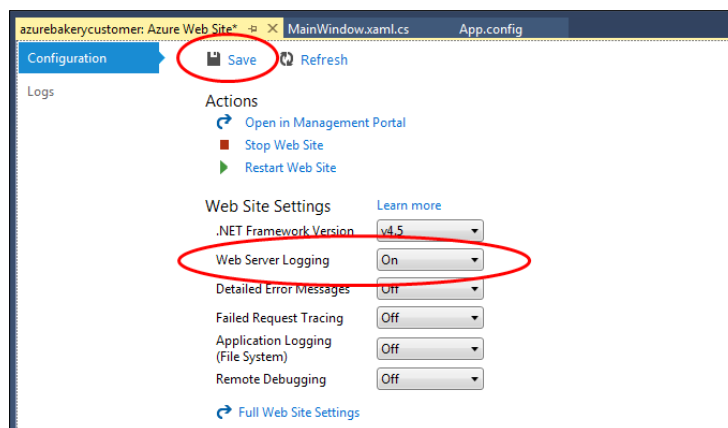 azurebakerycustomer: Azure Web Site* MainWindow.xaml.cs App.config
Configuration
Save Refresh
Logs
Actions
Open in Management Portal
Stop Web Site
Restart Web Site
Web Site Settings Learn more
.NET Framework Version v4.5
Web Server Logging On
Detailed Error Messages Off
Failed Request Tracing Off
Application Logging
(File System) Off
Remote Debugging Off
Full Web Site Settings